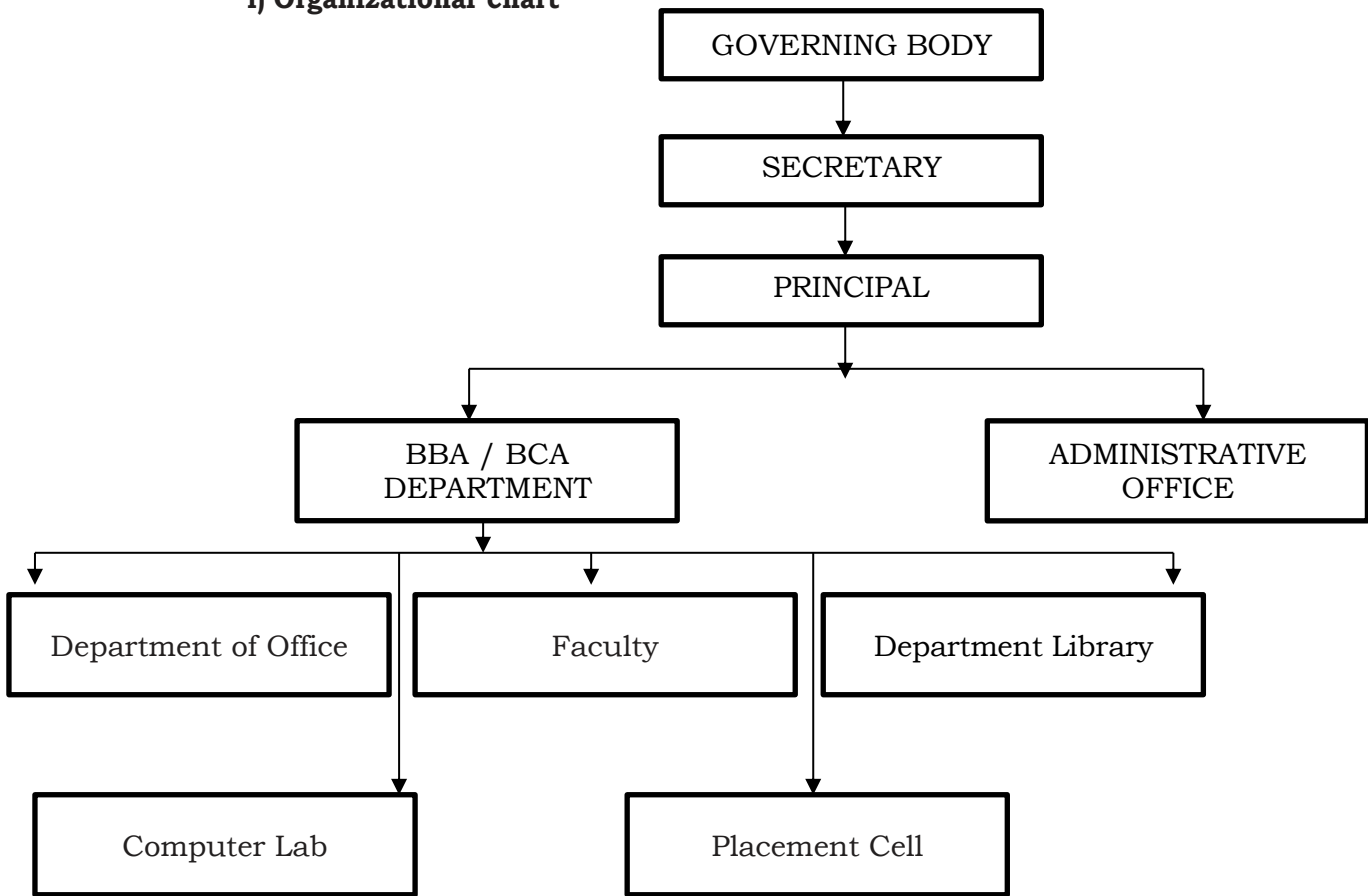 i) Organizational chart
GOVERNING BODY
SECRETARY
PRINCIPAL
BBA / BCA
DEPARTMENT
ADMINISTRATIVE
OFFICE
Department of Office
Faculty
Department Library
Computer Lab
Placement Cell